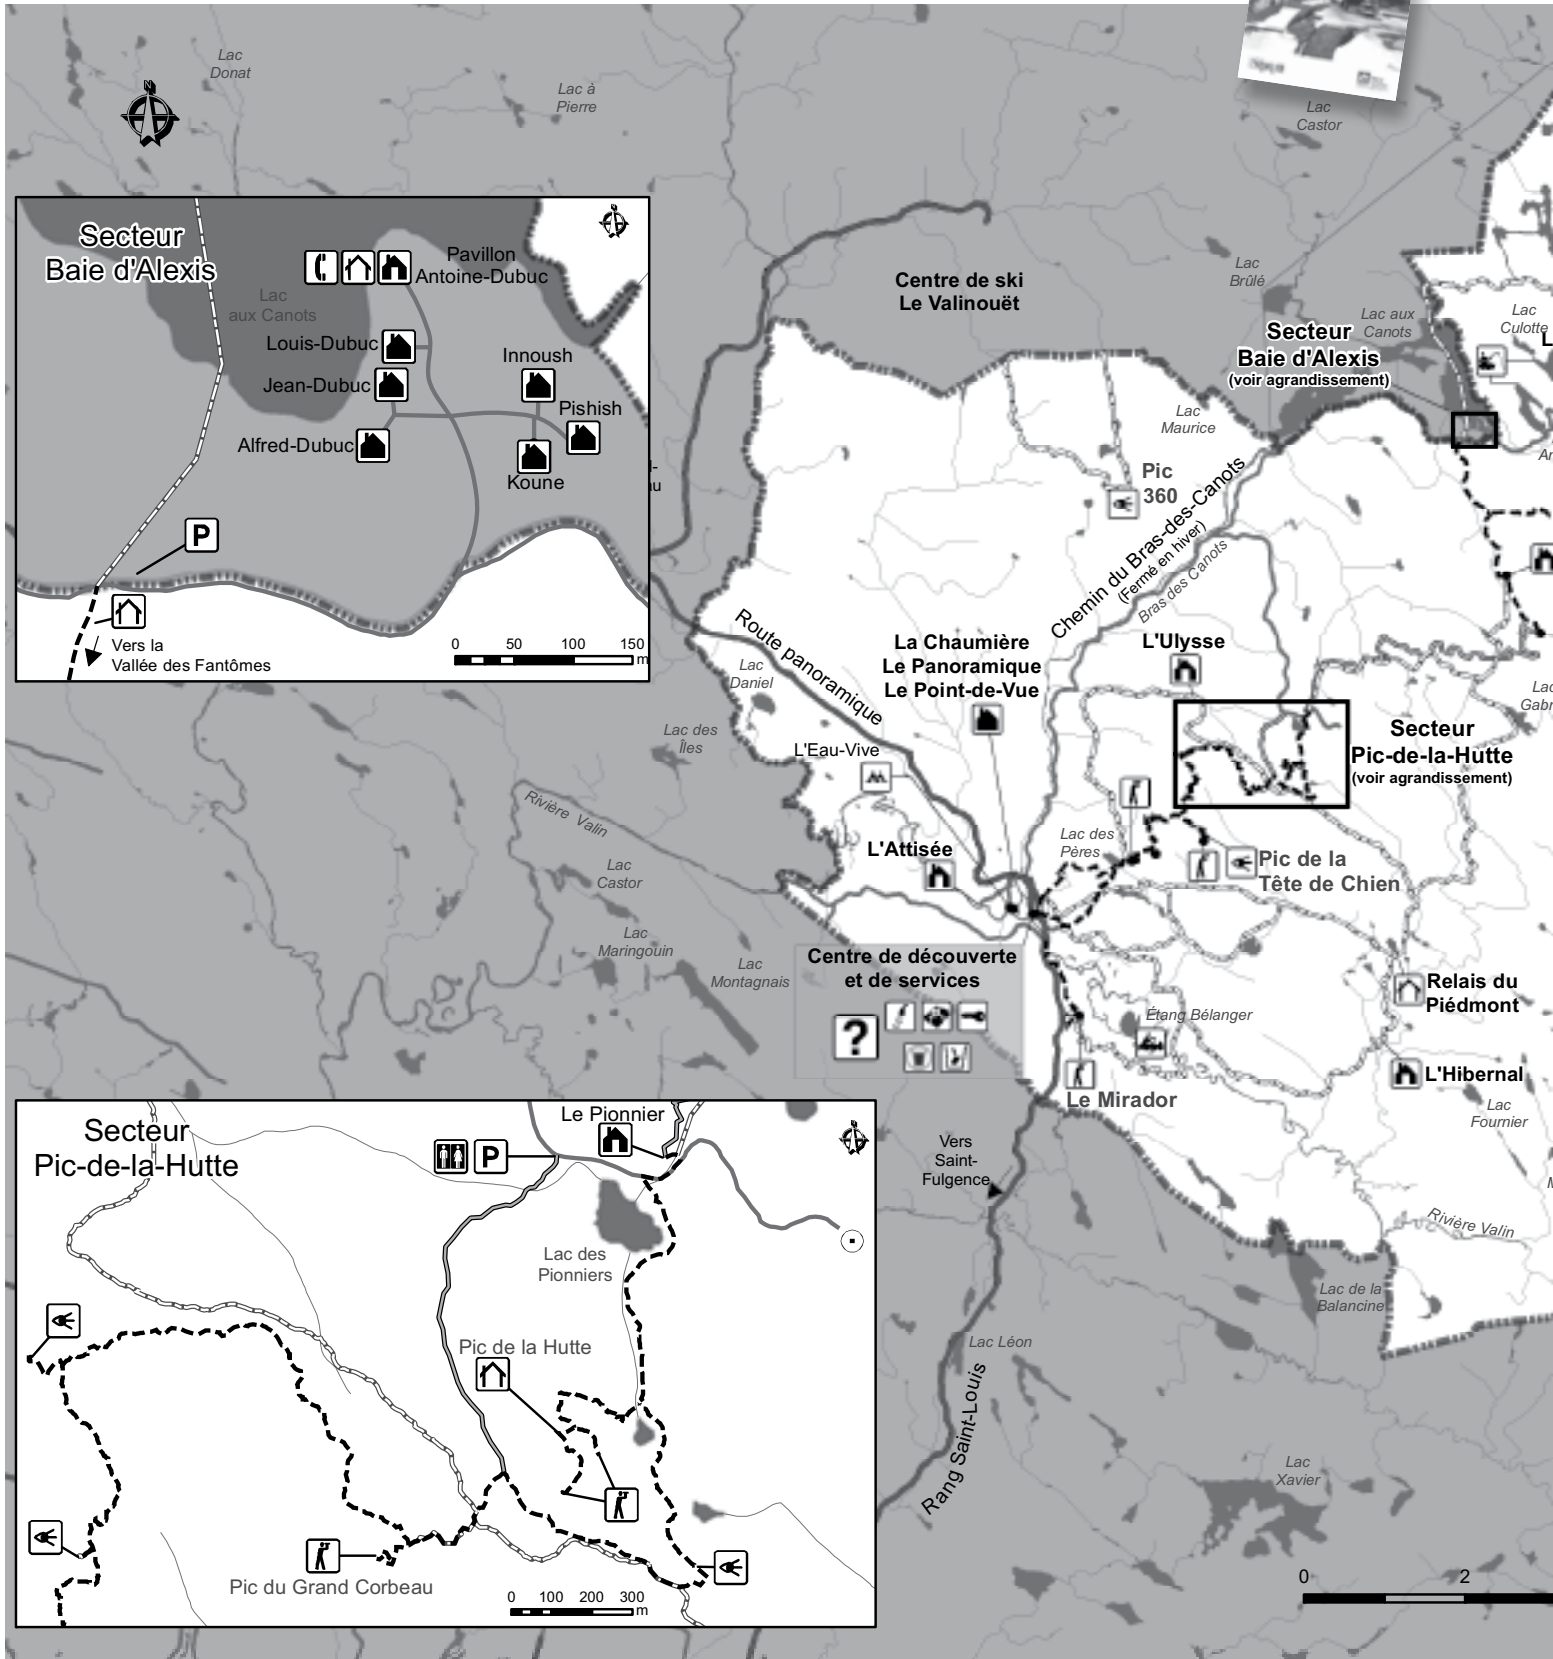 Lac
Donat
Lac à
Pierre
Lac
Castor
N
Secteur
Baie d'Alexis
N
Pavillon
Antoine-Dubuc
Lac
aux Canots
Louis-Dubuc
Jean-Dubuc
Alfred-Dubuc
Innoush
Pishish
Koune
P
Vers la
Vallée des Fantômes
0 50 100 150
m
Centre de ski
Le Valinouët
Lac
Brûlé
Lac aux
Canots
Lac
Culotte
L
Secteur
Baie d'Alexis
(voir agrandissement)
Lac
Maurice
Pic
360
Ar
Chemin du Bras-des-Canots
(Fermé en hiver)
Bras des Canots
Route panoramique
Lac
Daniel
La Chaumière
Le Panoramique
Le Point-de-Vue
L'Ulysse
Lac
Gabr
Lac des
Îles
L'Eau-Vive
Secteur
Pic-de-la-Hutte
(voir agrandissement)
Rivière Valin
L'Attisée
Lac des
Pères
Pic de la
Tête de Chien
Lac
Castor
Lac
Maringouin
Lac
Montagnais
Centre de découverte
et de services
?
Étang Bélanger
Relais du
Piédmont
L'Hibernal
Le Mirador
Lac
Fournier
Vers
Saint-
Fulgence
Rivière Valin
Lac de la
Balancine
Lac Léon
Rang Saint-Louis
Lac
Xavier
0 2
Secteur
Pic-de-la-Hutte
Le Pionnier
P
N
Lac des
Pionniers
Pic de la Hutte
Pic du Grand Corbeau
0 100 200 300
m